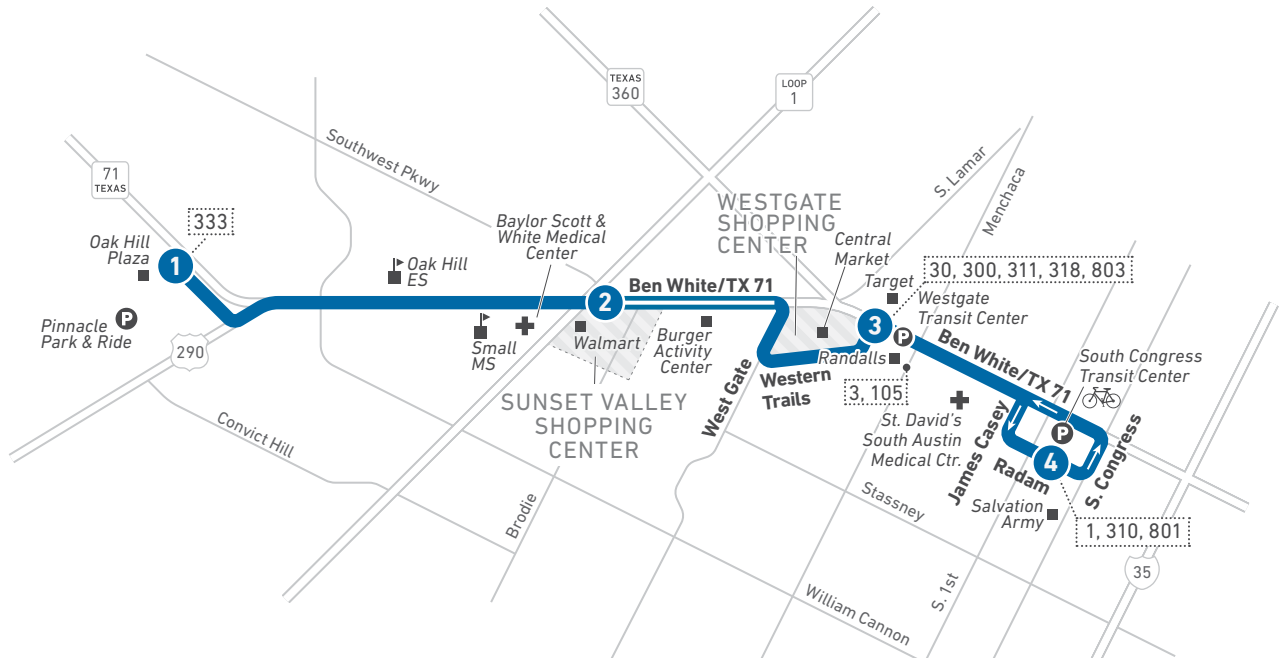 TEXAS
360
LOOP
1
Southwest Pkwy
S. Lamar
Menchaca
71
TEXAS
333
Oak Hill
Plaza
1
Pinnacle
Park & Ride
P
290
Oak Hill
ES
Baylor Scott &
White Medical
Center
Small
MS
2
Walmart
Ben White/TX 71
Burger
Activity
Center
SUNSET VALLEY
SHOPPING
CENTER
WESTGATE
SHOPPING
CENTER
Central
Market
Target
30, 300, 311, 318, 803
Westgate
Transit Center
3
P
Randalls
3, 105
West Gate
Western
Trails
Ben White/TX 71
South Congress
Transit Center
P
St. David's
South Austin
Medical Ctr.
James Casey
Radam
4
S. Congress
Salvation
Army
1, 310, 801
35
Convict Hill
Brodie
Stassney
S. 1st
William Cannon